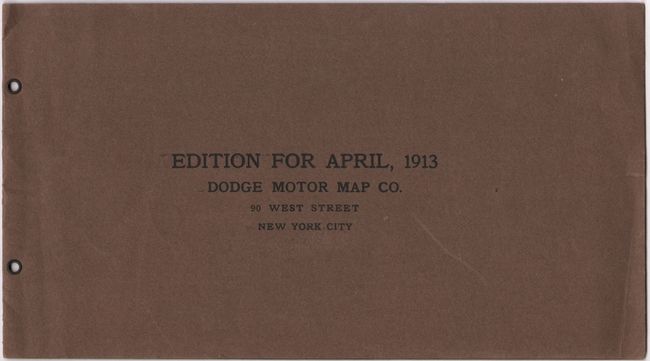 EDITION FOR APRIL, 1913
DODGE MOTOR MAP CO.
90 WEST STREET
NEW YORK CITY